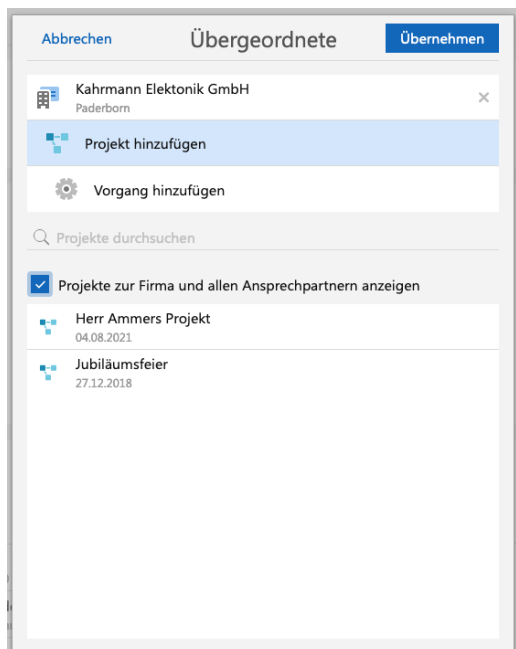 Abbrechen Übergeordnete Übernehmen
Kahrmann Elektonik GmbH
Paderborn
Projekt hinzufügen
Vorgang hinzufügen
Projekte durchsuchen
Projekte zur Firma und allen Ansprechpartnern anzeigen
Herr Ammers Projekt
04.08.2021
Jubiläumsfeier
27.12.2018